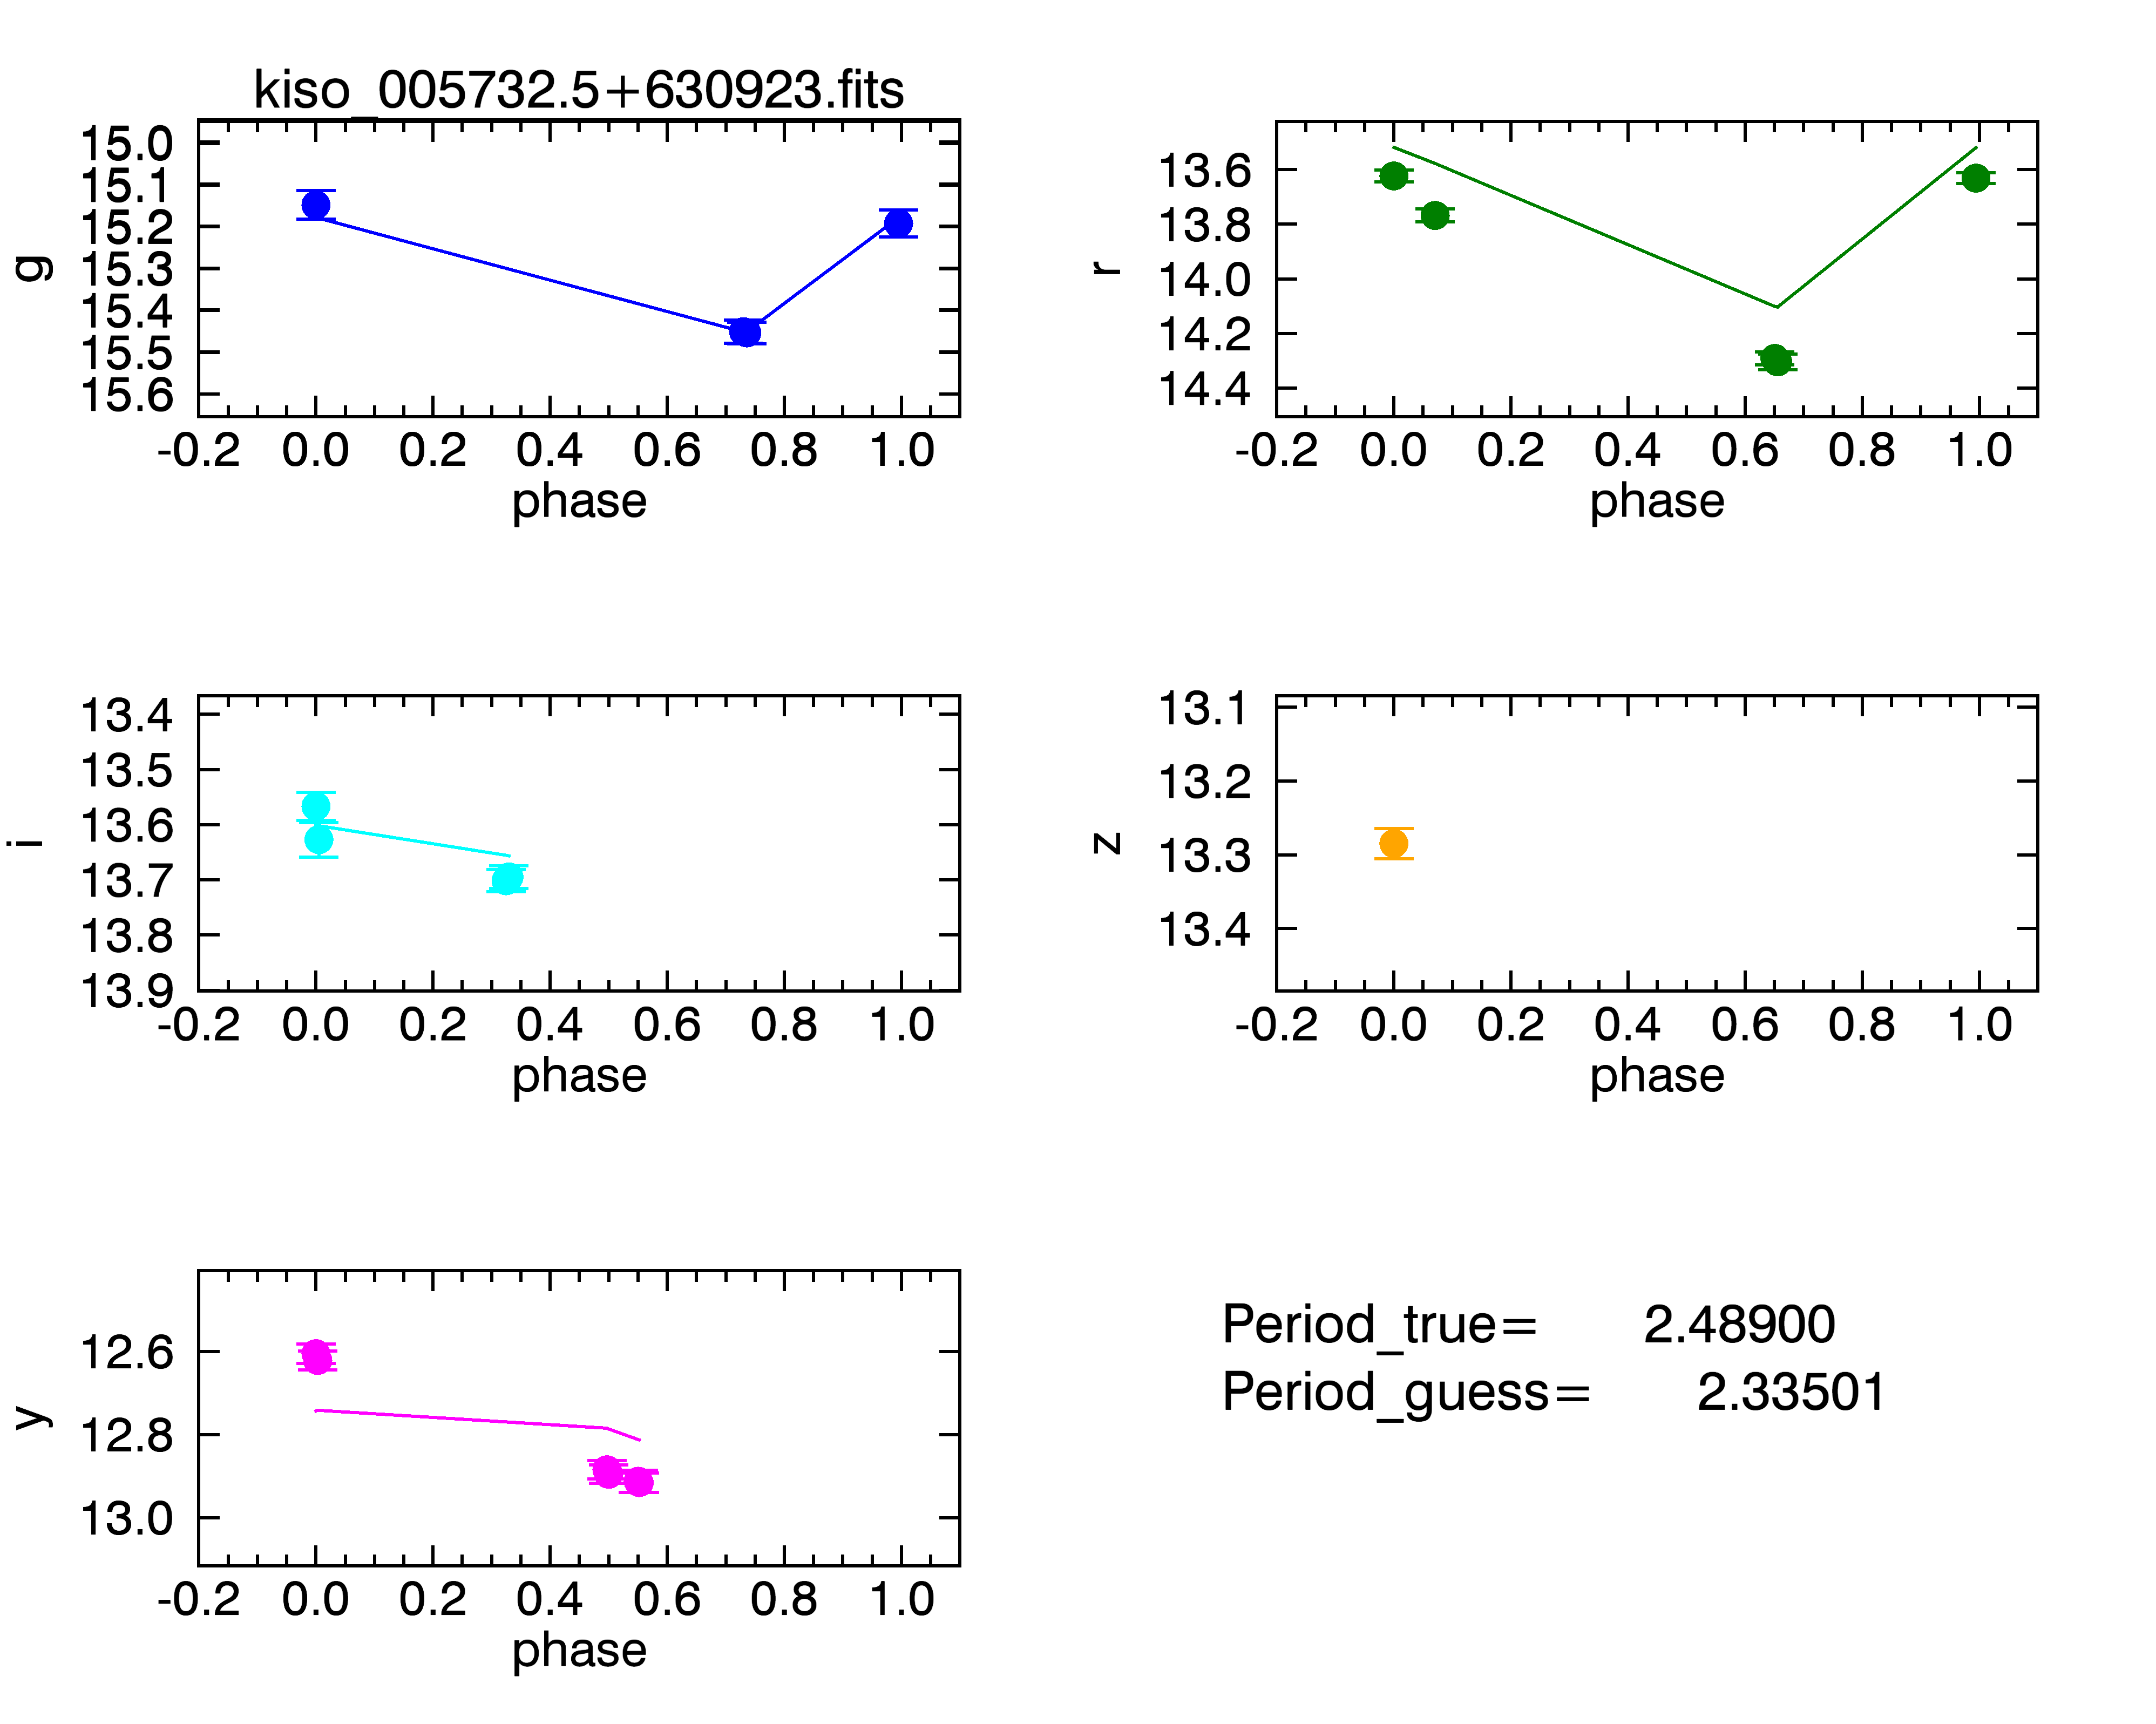 kiso_005732.5+630923.fits
g
15.0
15.1
15.2
15.3
15.4
15.5
15.6
-0.2 0.0 0.2 0.4 0.6 0.8 1.0
phase
r
13.6
13.8
14.0
14.2
14.4
-0.2 0.0 0.2 0.4 0.6 0.8 1.0
phase
i
13.4
13.5
13.6
13.7
13.8
13.9
-0.2 0.0 0.2 0.4 0.6 0.8 1.0
phase
z
13.1
13.2
13.3
13.4
-0.2 0.0 0.2 0.4 0.6 0.8 1.0
phase
y
12.6
12.8
13.0
-0.2 0.0 0.2 0.4 0.6 0.8 1.0
phase
Period_true= 2.48900
Period_guess= 2.33501